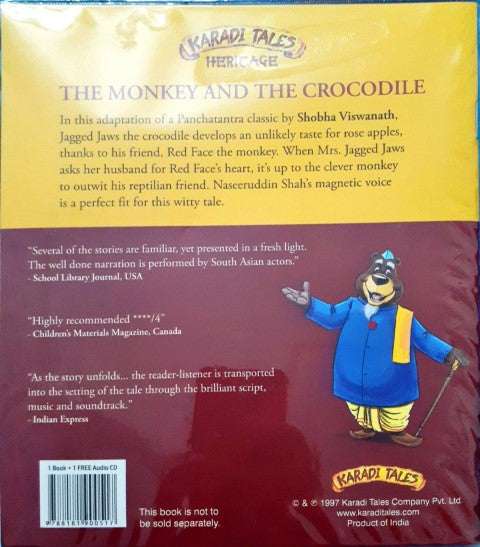 KARADI TALES
HERITAGE
THE MONKEY AND THE CROCODILE
In this adaptation of a Panchatantra classic by Shobha Viswanath,
Jagged Jaws the crocodile develops an unlikely taste for rose apples,
thanks to his friend, Red Face the monkey. When Mrs. Jagged Jaws
asks her husband for Red Face's heart, it's up to the clever monkey
to outwit his reptilian friend. Naseeruddin Shah's magnetic voice
is a perfect fit for this witty tale.
"Several of the stories are familiar, yet presented in a fresh light.
The well done narration is performed by South Asian actors."
- School Library Journal, USA
"Highly recommended ****/4"
- Children's Materials Magazine, Canada
"As the story unfolds... the reader-listener is transported
into the setting of the tale through the brilliant script,
music and soundtrack."
- Indian Express
1 Book + 1 FREE Audio CD
9 788181 900517
This book is not to
be sold separately.
KARADI TALES
© & ℗ 1997 Karadi Tales Company Pvt. Ltd.
www.karaditales.com
Product of India